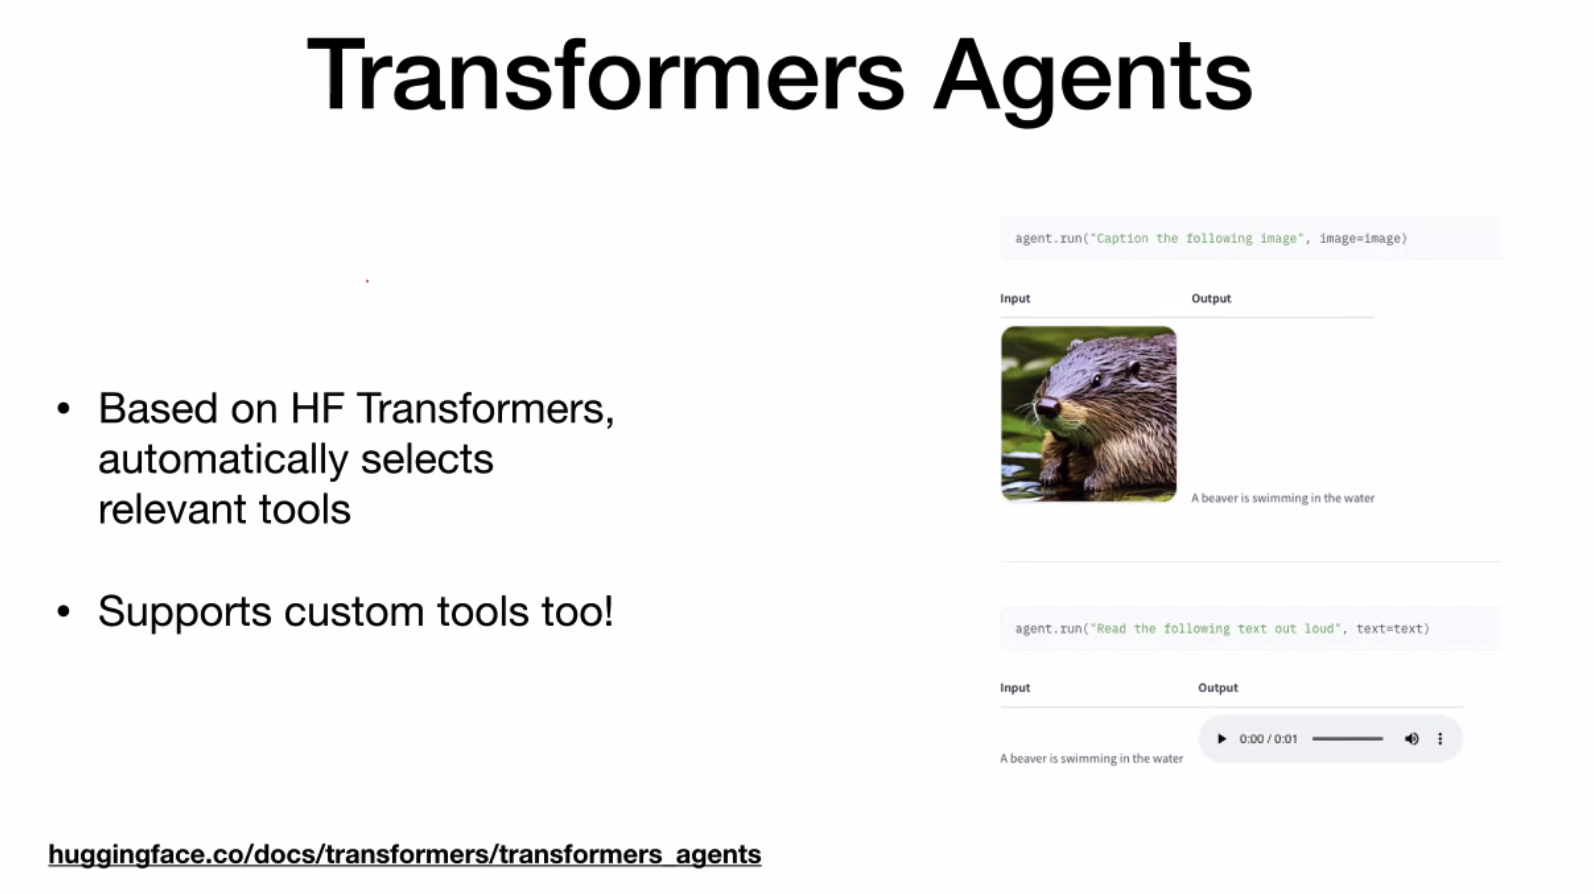 Transformers Agents
• Based on HF Transformers,
automatically selects
relevant tools
• Supports custom tools too!
agent.run("Caption the following image", image=image)
Input Output
A beaver is swimming in the water
agent.run("Read the following text out loud", text=text)
Input Output
A beaver is swimming in the water 0:00 / 0:01
huggingface.co/docs/transformers/transformers_agents